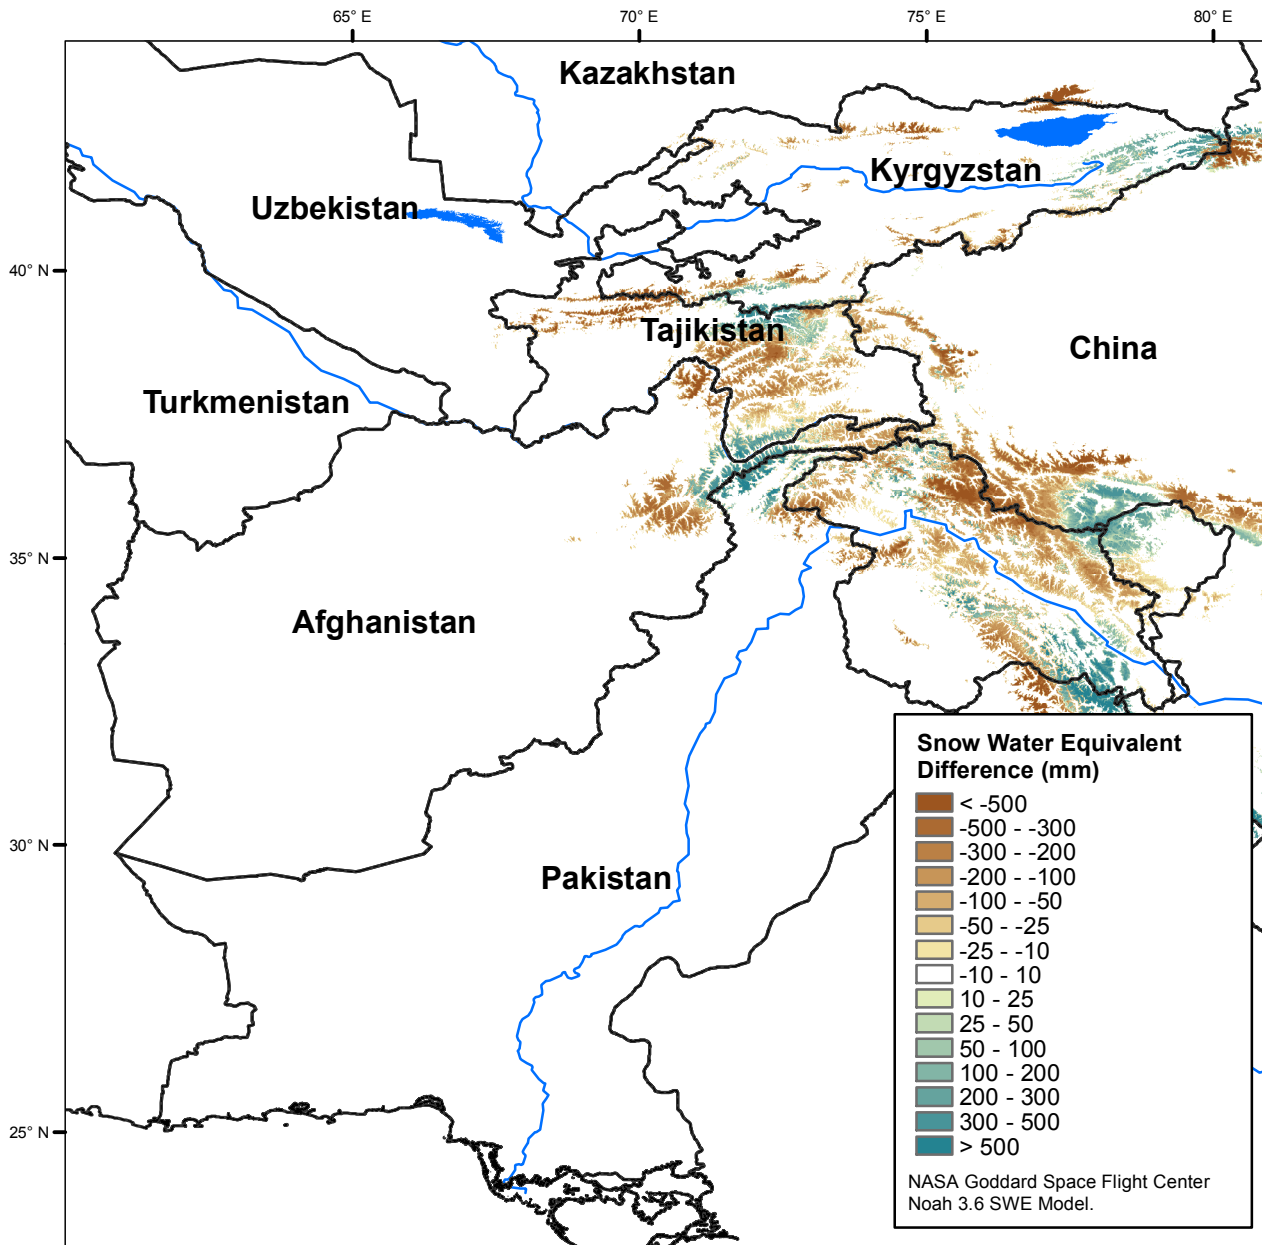 65° E
70° E
75° E
80° E
Kazakhstan
Kyrgyzstan
Uzbekistan
40° N
Tajikistan
China
Turkmenistan
35° N
Afghanistan
30° N
Pakistan
25° N
Snow Water Equivalent
Difference (mm)
< -500
-500 - -300
-300 - -200
-200 - -100
-100 - -50
-50 - -25
-25 - -10
-10 - 10
10 - 25
25 - 50
50 - 100
100 - 200
200 - 300
300 - 500
> 500
NASA Goddard Space Flight Center
Noah 3.6 SWE Model.